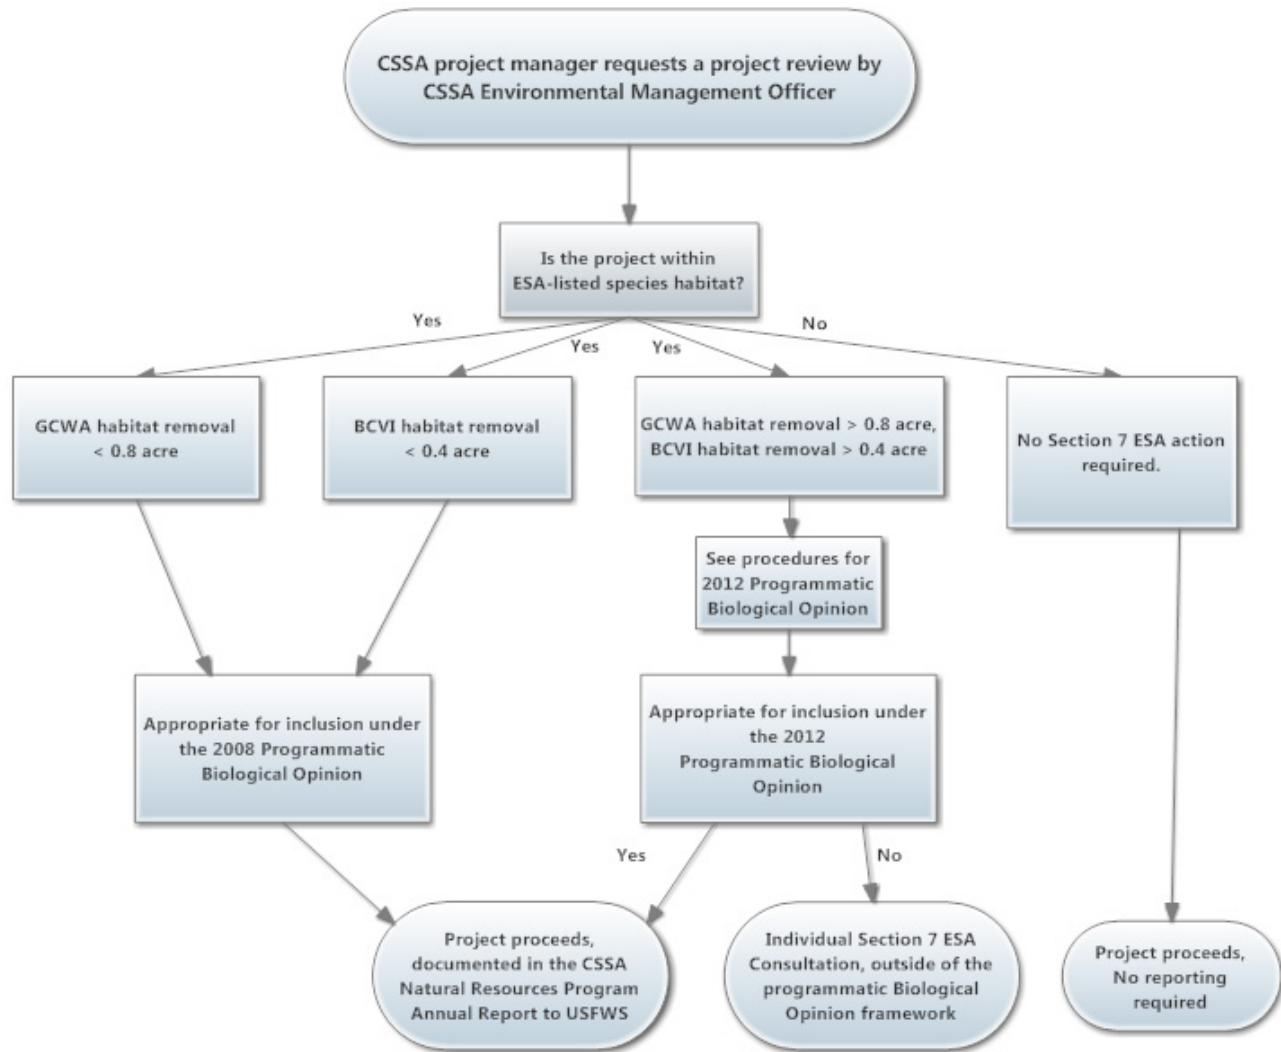 CSSA project manager requests a project review by
CSSA Environmental Management Officer
Is the project within
ESA-listed species habitat?
Yes
Yes
Yes
No
GCWA habitat removal
< 0.8 acre
BCVI habitat removal
< 0.4 acre
GCWA habitat removal > 0.8 acre,
BCVI habitat removal > 0.4 acre
No Section 7 ESA action
required.
See procedures for
2012 Programmatic
Biological Opinion
Appropriate for inclusion under
the 2008 Programmatic
Biological Opinion
Appropriate for inclusion under
the 2012
Programmatic Biological
Opinion
Yes
No
Project proceeds,
documented in the CSSA
Natural Resources Program
Annual Report to USFWS
Individual Section 7 ESA
Consultation, outside of the
programmatic Biological
Opinion framework
Project proceeds,
No reporting
required